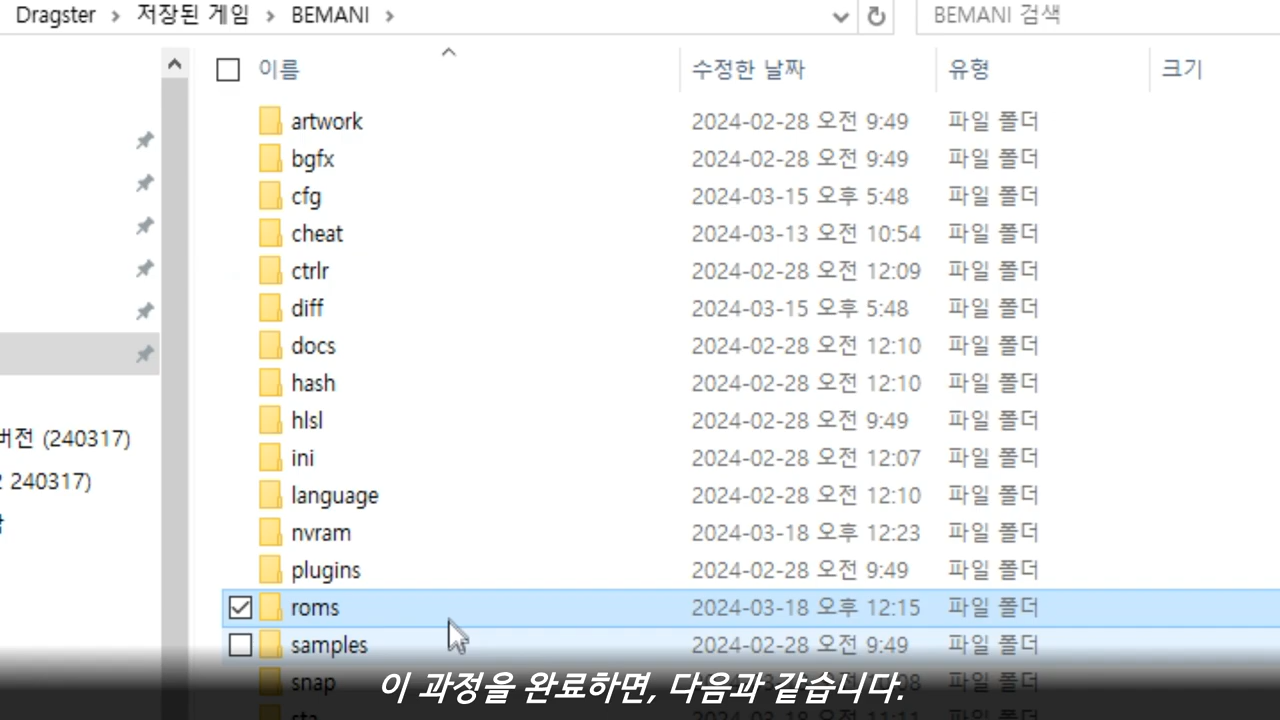 Dragster > 저장된 게임 > BEMANI >
BEMANI 검색
이름 수정한 날짜 유형 크기
artwork 2024-02-28 오전 9:49 파일 폴더
bgfx 2024-02-28 오전 9:49 파일 폴더
cfg 2024-03-15 오후 5:48 파일 폴더
cheat 2024-03-13 오전 10:54 파일 폴더
ctrlr 2024-02-28 오전 12:09 파일 폴더
diff 2024-03-15 오후 5:48 파일 폴더
docs 2024-02-28 오전 12:10 파일 폴더
hash 2024-02-28 오전 12:10 파일 폴더
hlsl 2024-02-28 오전 9:49 파일 폴더
버전 (240317)
ini 2024-02-28 오전 12:07 파일 폴더
240317)
language 2024-02-28 오전 12:10 파일 폴더
nvram 2024-03-18 오후 12:23 파일 폴더
plugins 2024-02-28 오전 9:49 파일 폴더
roms 2024-03-18 오후 12:15 파일 폴더
samples 2024-02-28 오전 9:49 파일 폴더
snap
이 과정을 완료하면, 다음과 같습니다.